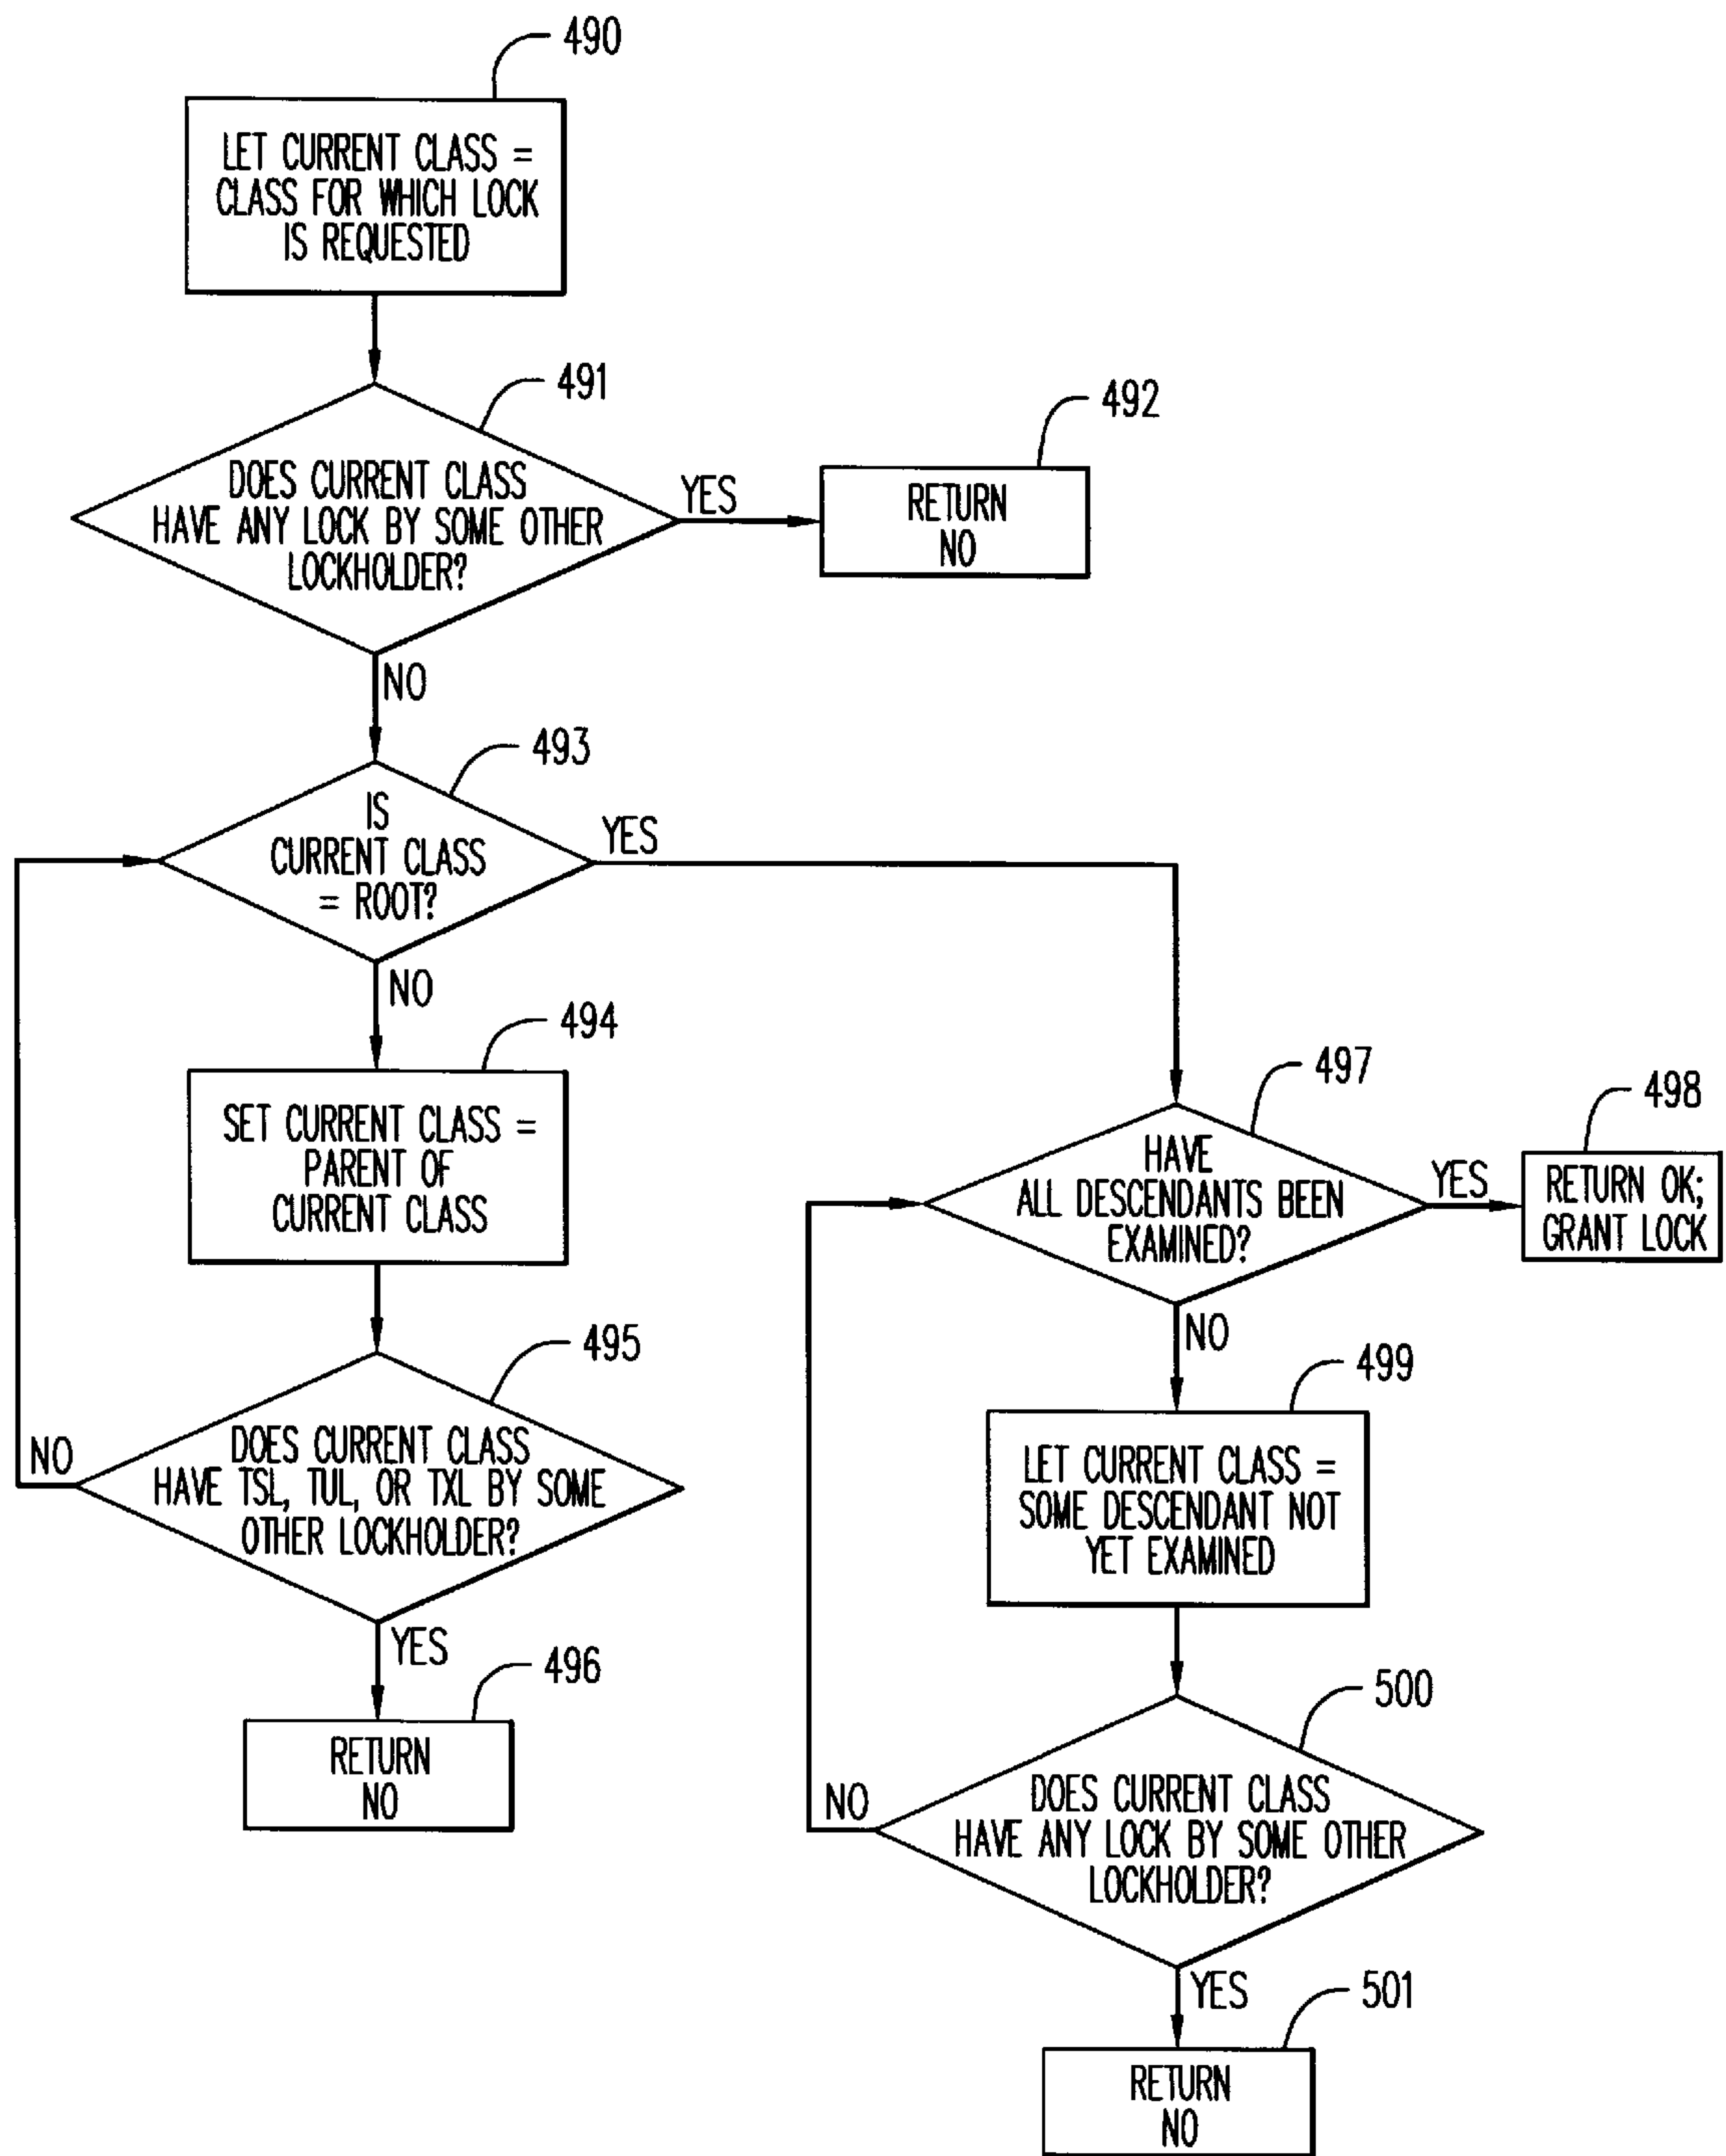 490
LET CURRENT CLASS =
CLASS FOR WHICH LOCK
IS REQUESTED
491
DOES CURRENT CLASS
HAVE ANY LOCK BY SOME OTHER
LOCKHOLDER?
YES
492
RETURN
NO
NO
493
IS
CURRENT CLASS
= ROOT?
YES
NO
494
SET CURRENT CLASS =
PARENT OF
CURRENT CLASS
495
DOES CURRENT CLASS
HAVE TSL, TUL, OR TXL BY SOME
OTHER LOCKHOLDER?
NO
YES
496
RETURN
NO
497
HAVE
ALL DESCENDANTS BEEN
EXAMINED?
YES
498
RETURN OK;
GRANT LOCK
NO
499
LET CURRENT CLASS =
SOME DESCENDANT NOT
YET EXAMINED
500
DOES CURRENT CLASS
HAVE ANY LOCK BY SOME OTHER
LOCKHOLDER?
NO
YES
501
RETURN
NO